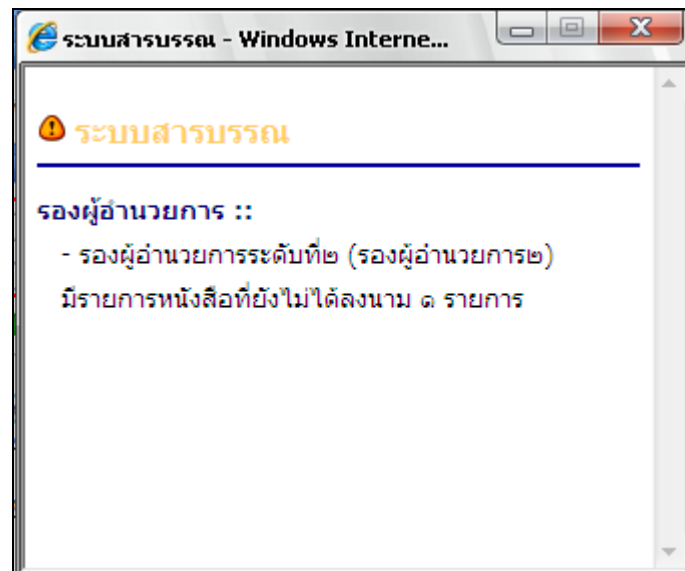 ระบบสารบรรณ - Windows Interne...
ระบบสารบรรณ
รองผู้อำนวยการ ::
- รองผู้อำนวยการระดับที่๒ (รองผู้อำนวยการ๒)
มีรายการหนังสือที่ยังไม่ได้ลงนาม ๑ รายการ